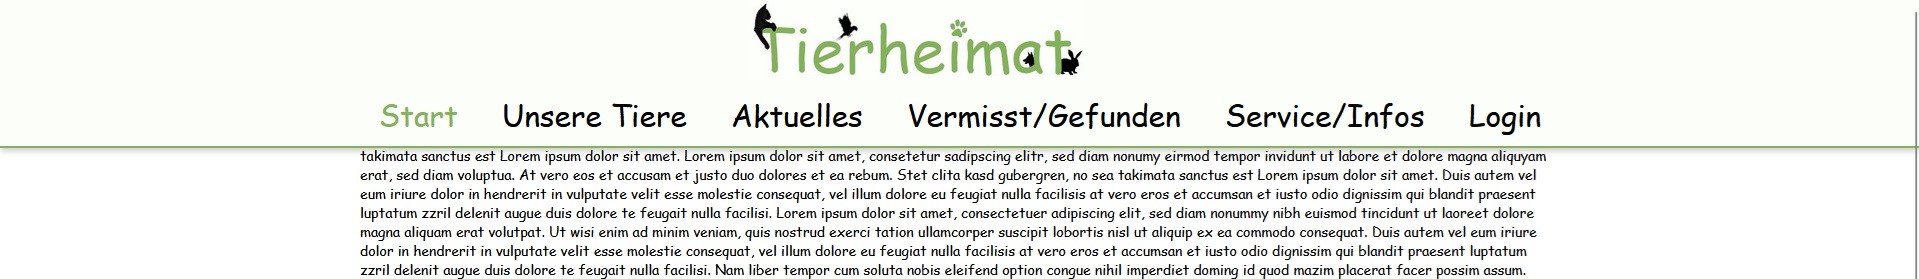 Tierheimat
Start Unsere Tiere Aktuelles Vermisst/Gefunden Service/Infos Login
takimata sanctus est Lorem ipsum dolor sit amet. Lorem ipsum dolor sit amet, consetetur sadipscing elitr, sed diam nonumy eirmod tempor invidunt ut labore et dolore magna aliquyam
erat, sed diam voluptua. At vero eos et accusam et justo duo dolores et ea rebum. Stet clita kasd gubergren, no sea takimata sanctus est Lorem ipsum dolor sit amet. Duis autem vel
eum iriure dolor in hendrerit in vulputate velit esse molestie consequat, vel illum dolore eu feugiat nulla facilisis at vero eros et accumsan et iusto odio dignissim qui blandit praesent
luptatum zzril delenit augue duis dolore te feugait nulla facilisi. Lorem ipsum dolor sit amet, consectetuer adipiscing elit, sed diam nonummy nibh euismod tincidunt ut laoreet dolore
magna aliquam erat volutpat. Ut wisi enim ad minim veniam, quis nostrud exerci tation ullamcorper suscipit lobortis nisl ut aliquip ex ea commodo consequat. Duis autem vel eum iriure
dolor in hendrerit in vulputate velit esse molestie consequat, vel illum dolore eu feugiat nulla facilisis at vero eros et accumsan et iusto odio dignissim qui blandit praesent luptatum
zzril delenit augue duis dolore te feugait nulla facilisi. Nam liber tempor cum soluta nobis eleifend option congue nihil imperdiet doming id quod mazim placerat facer possim assum.